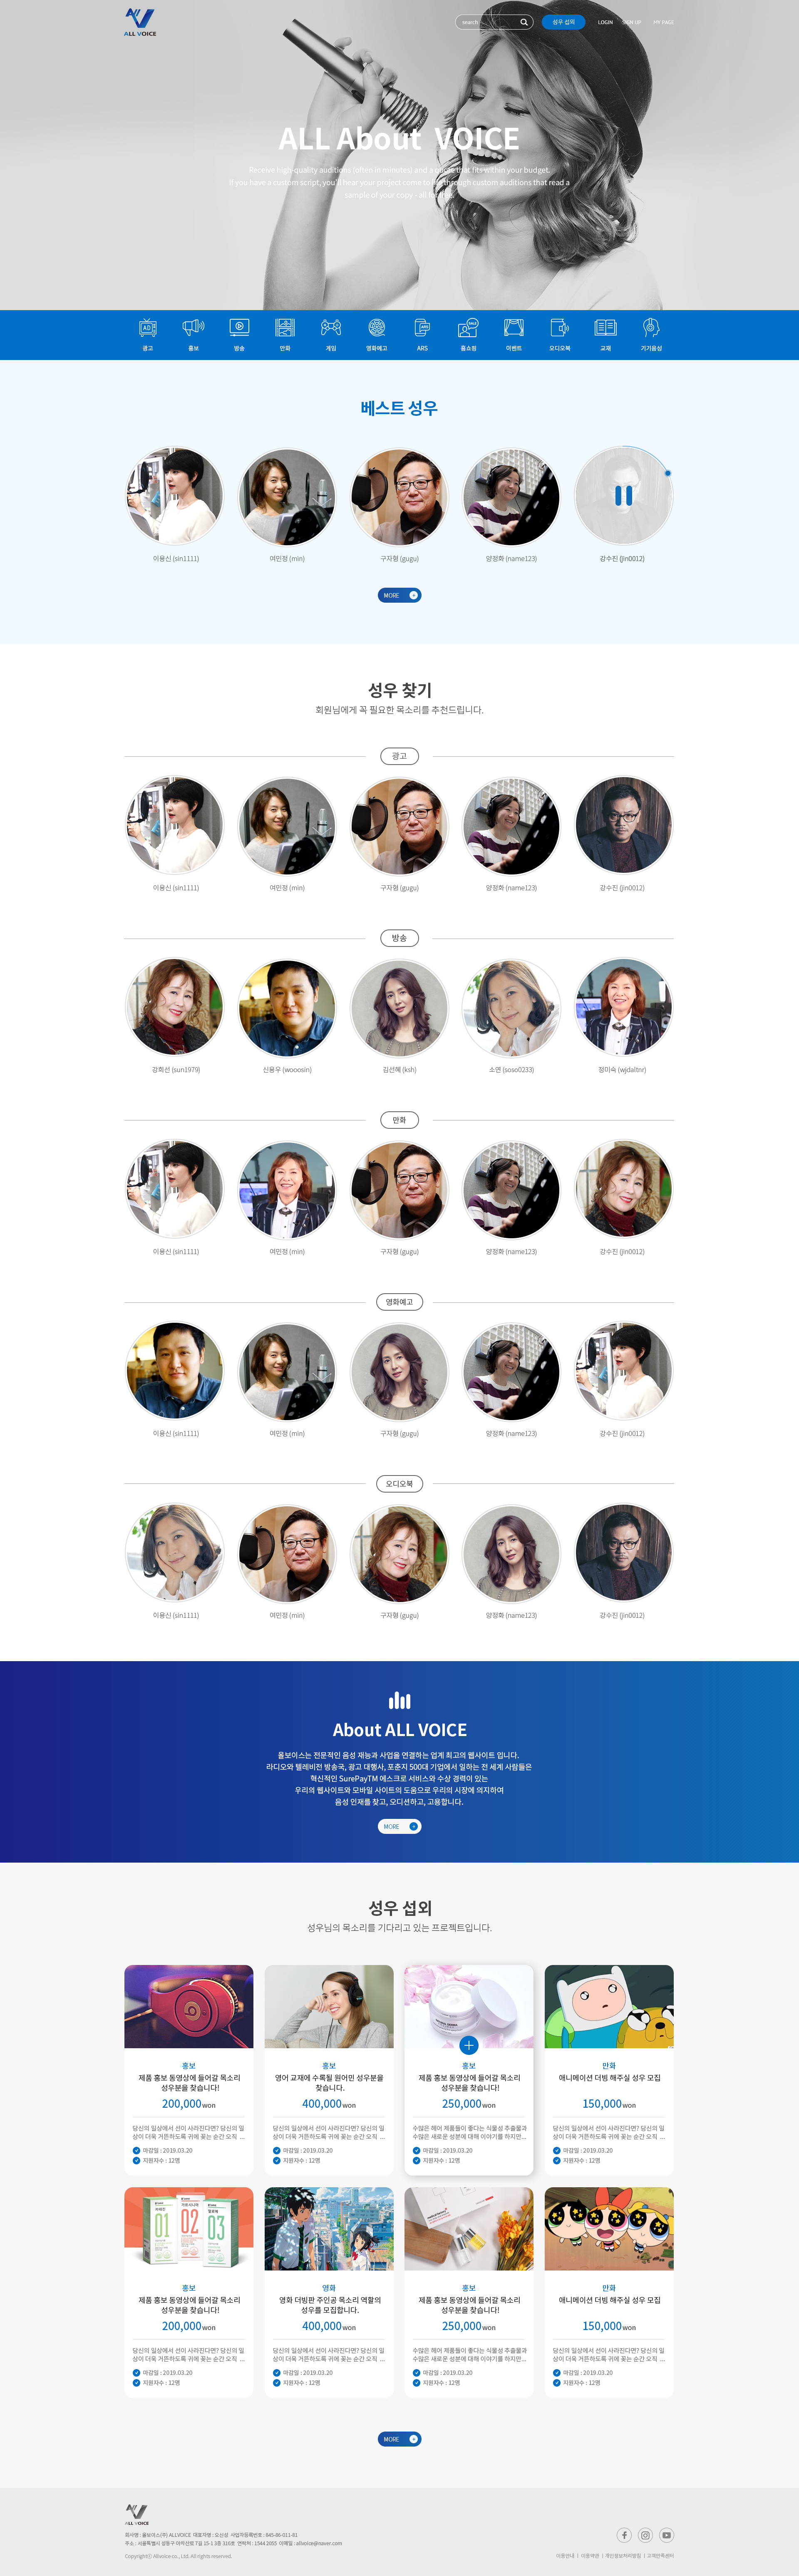 ALL VOICE
search
성우 섭외
LOGIN
SIGN UP
MY PAGE
ALL About VOICE
Receive high-quality auditions (often in minutes) and a quote that fits within your budget.
If you have a custom script, you'll hear your project come to life through custom auditions that read a
sample of your copy - all for free.
광고
홍보
방송
만화
게임
영화예고
ARS
홈쇼핑
이벤트
오디오북
교재
기기음성
베스트 성우
이용신 (sin1111)
여민정 (min)
구자형 (gugu)
양정화 (name123)
강수진 (jin0012)
MORE
성우 찾기
회원님에게 꼭 필요한 목소리를 추천드립니다.
광고
이용신 (sin1111)
여민정 (min)
구자형 (gugu)
양정화 (name123)
강수진 (jin0012)
방송
강희선 (sun1979)
신용우 (wooosin)
김선혜 (ksh)
소연 (soso0233)
정미숙 (wjdaltnr)
만화
이용신 (sin1111)
여민정 (min)
구자형 (gugu)
양정화 (name123)
강수진 (jin0012)
영화예고
이용신 (sin1111)
여민정 (min)
구자형 (gugu)
양정화 (name123)
강수진 (jin0012)
오디오북
이용신 (sin1111)
여민정 (min)
구자형 (gugu)
양정화 (name123)
강수진 (jin0012)
About ALL VOICE
올보이스는 전문적인 음성 재능과 사업을 연결하는 업계 최고의 웹사이트 입니다.
라디오와 텔레비전 방송국, 광고 대행사, 포춘지 500대 기업에서 일하는 전 세계 사람들은
혁신적인 SurePayTM 에스크로 서비스와 수상 경력이 있는
우리의 웹사이트와 모바일 사이트의 도움으로 우리의 시장에 의지하여
음성 인재를 찾고, 오디션하고, 고용합니다.
MORE
성우 섭외
성우님의 목소리를 기다리고 있는 프로젝트입니다.
홍보
제품 홍보 동영상에 들어갈 목소리
성우분을 찾습니다!
200,000won
당신의 일상에서 선이 사라진다면? 당신의 일
상이 더욱 거튼하도록 귀에 꽂는 순간 오직 ...
마감일 : 2019.03.20
지원자수 : 12명
홍보
영어 교재에 수록될 원어민 성우분을
찾습니다.
400,000won
당신의 일상에서 선이 사라진다면? 당신의 일
상이 더욱 거튼하도록 귀에 꽂는 순간 오직 ...
마감일 : 2019.03.20
지원자수 : 12명
홍보
제품 홍보 동영상에 들어갈 목소리
성우분을 찾습니다!
250,000won
수많은 헤어 제품들이 좋다는 식물성 추출물과
수많은 새로운 성분에 대해 이야기를 하지만...
마감일 : 2019.03.20
지원자수 : 12명
만화
애니메이션 더빙 해주실 성우 모집
150,000won
당신의 일상에서 선이 사라진다면? 당신의 일
상이 더욱 거튼하도록 귀에 꽂는 순간 오직 ...
마감일 : 2019.03.20
지원자수 : 12명
01
02
03
홍보
제품 홍보 동영상에 들어갈 목소리
성우분을 찾습니다!
200,000won
당신의 일상에서 선이 사라진다면? 당신의 일
상이 더욱 거튼하도록 귀에 꽂는 순간 오직 ...
마감일 : 2019.03.20
지원자수 : 12명
영화
영화 더빙판 주인공 목소리 역할의
성우를 모집합니다.
400,000won
당신의 일상에서 선이 사라진다면? 당신의 일
상이 더욱 거튼하도록 귀에 꽂는 순간 오직 ...
마감일 : 2019.03.20
지원자수 : 12명
홍보
제품 홍보 동영상에 들어갈 목소리
성우분을 찾습니다!
250,000won
수많은 헤어 제품들이 좋다는 식물성 추출물과
수많은 새로운 성분에 대해 이야기를 하지만...
마감일 : 2019.03.20
지원자수 : 12명
만화
애니메이션 더빙 해주실 성우 모집
150,000won
당신의 일상에서 선이 사라진다면? 당신의 일
상이 더욱 거튼하도록 귀에 꽂는 순간 오직 ...
마감일 : 2019.03.20
지원자수 : 12명
MORE
ALL VOICE
회사명 : 올보이스(주) ALLVOICE 대표자명 : 오신성 사업자등록번호 : 845-86-011-81
주소 : 서울특별시 성동구 아차산로 7길 15-1 3층 316호 연락처 : 1544 2055 이메일 : allvoice@naver.com
Copyrightⓒ Allvoice co., Ltd. All rights reserved.
이용안내 | 이용약관 | 개인정보처리방침 | 고객만족센터